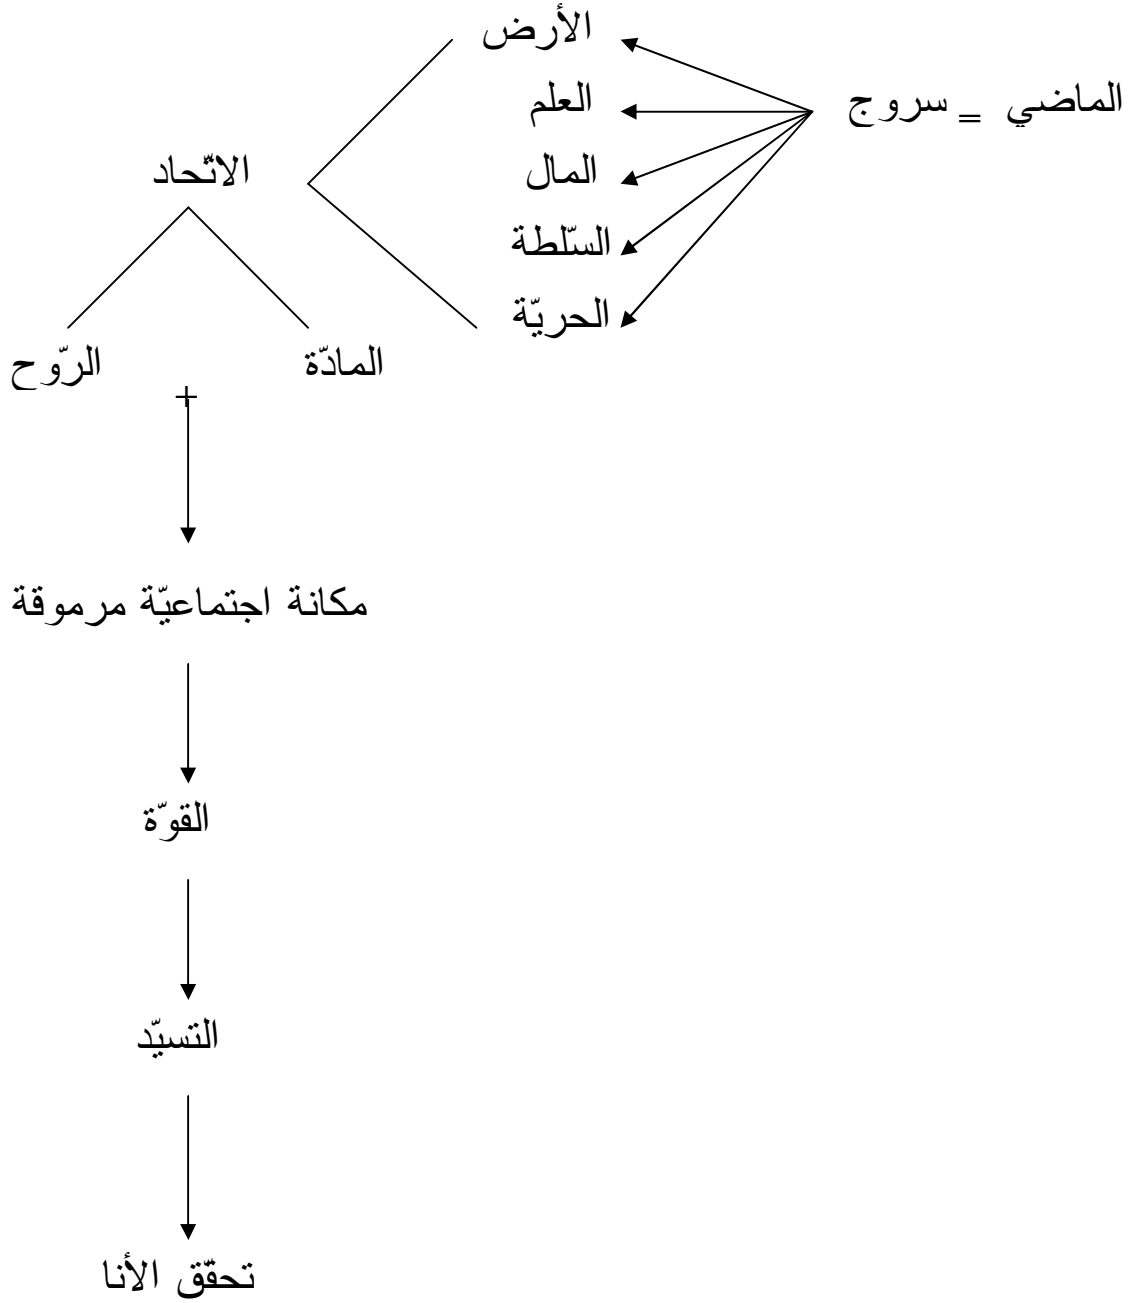 الأرض
الماضي = سروج
العلم
المال
الاتّحاد
السّلطة
الحريّة
المادّة
الرّوح
+
مكانة اجتماعيّة مرموقة
القوّة
التسيّد
تحقّق الأنا